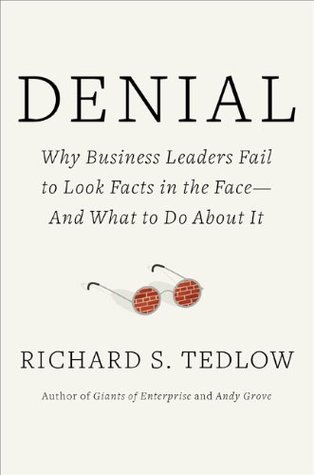 DENIAL
Why Business Leaders Fail
to Look Facts in the Face—
And What to Do About It
RICHARD S. TEDLOW
Author of Giants of Enterprise and Andy Grove